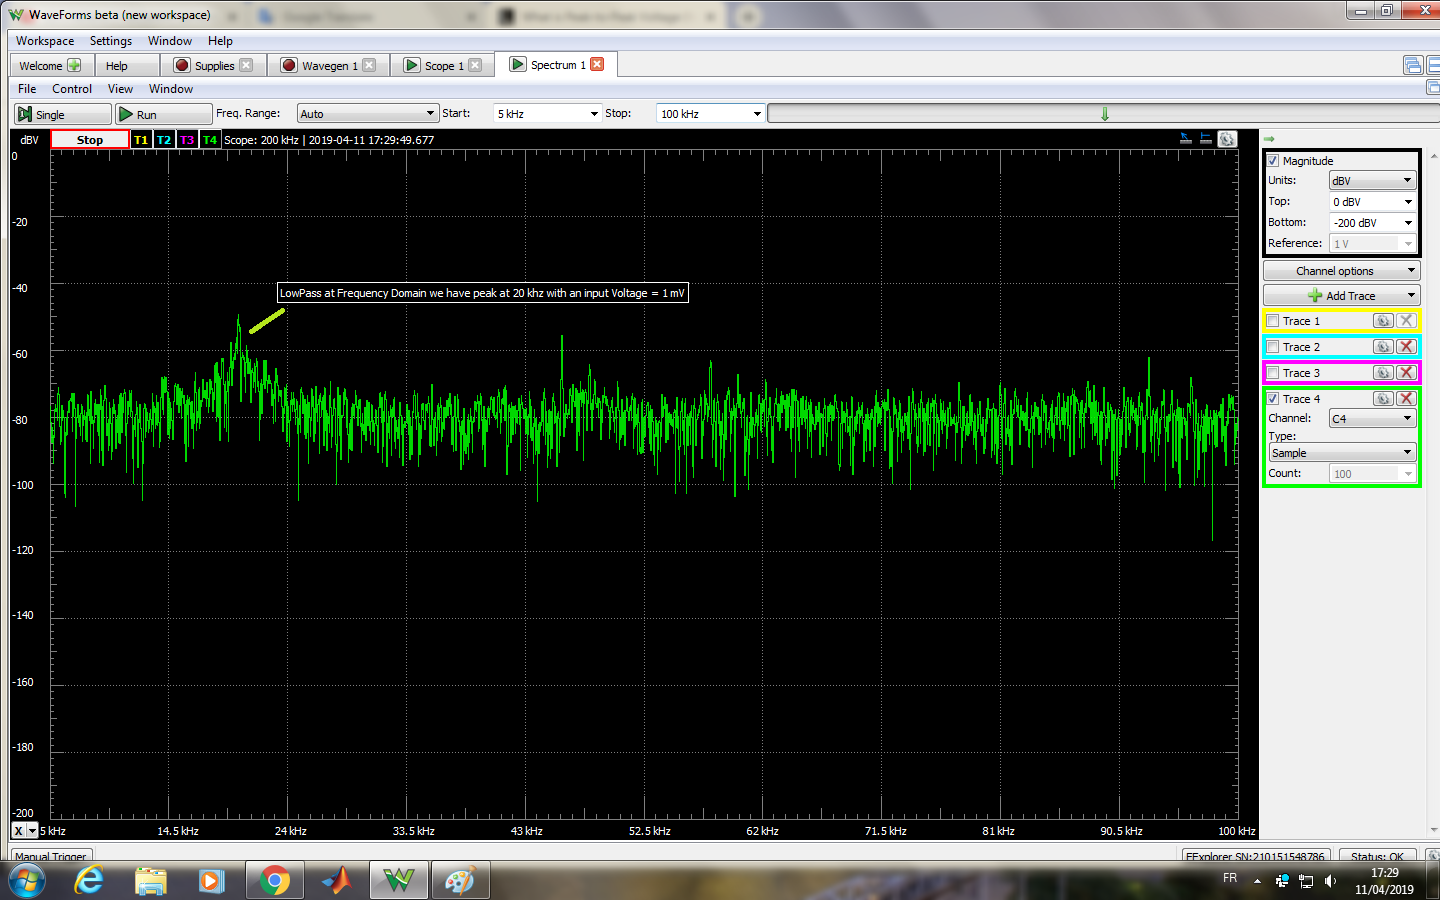 WaveForms beta (new workspace)
Workspace Settings Window Help
Welcome Help Supplies Wavegen 1 Scope 1 Spectrum 1
File Control View Window
Single Run Freq. Range: Auto Start: 5 kHz Stop: 100 kHz
dBV Stop T1 T2 T3 T4 Scope: 200 kHz | 2019-04-11 17:29:49.677
0
-20
-40
-60
-80
-100
-120
-140
-160
-180
-200
LowPass at Frequency Domain we have peak at 20 khz with an input Voltage = 1 mV
X 5 kHz 14.5 kHz 24 kHz 33.5 kHz 43 kHz 52.5 kHz 62 kHz 71.5 kHz 81 kHz 90.5 kHz 100 kHz
Magnitude
Units: dBV
Top: 0 dBV
Bottom: -200 dBV
Reference: 1 V
Channel options
Add Trace
Trace 1
Trace 2
Trace 3
Trace 4
Channel: C4
Type:
Sample
Count: 100
Manual Trigger EExplorer SN:210151548786 Status: OK
FR 17:29
11/04/2019